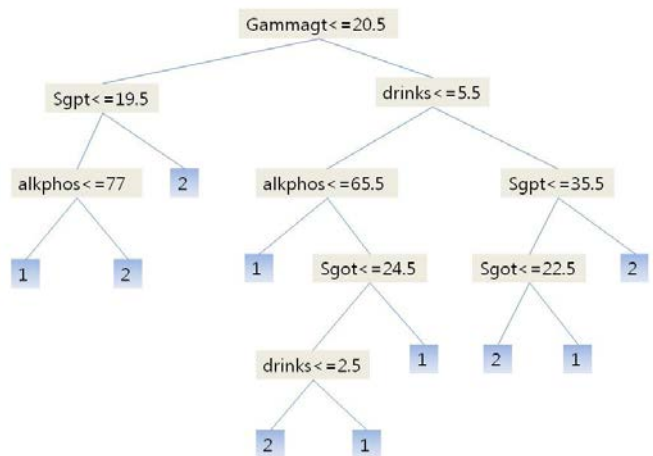 Gammagt<=20.5
Sgpt<=19.5
drinks<=5.5
alkphos<=77
2
alkphos<=65.5
Sgpt<=35.5
1
2
1
Sgot<=24.5
Sgot<=22.5
2
drinks<=2.5
1
2
1
2
1